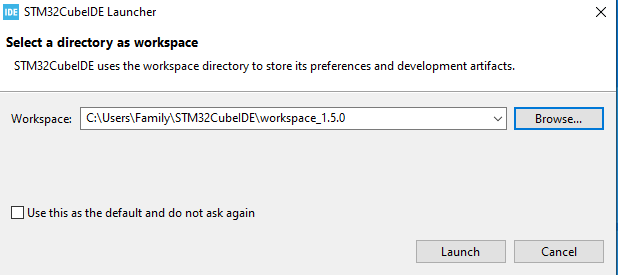 IDE STM32CubeIDE Launcher
Select a directory as workspace
STM32CubeIDE uses the workspace directory to store its preferences and development artifacts.
Workspace: C:\Users\Family\STM32CubeIDE\workspace_1.5.0 Browse...
Use this as the default and do not ask again
Launch Cancel